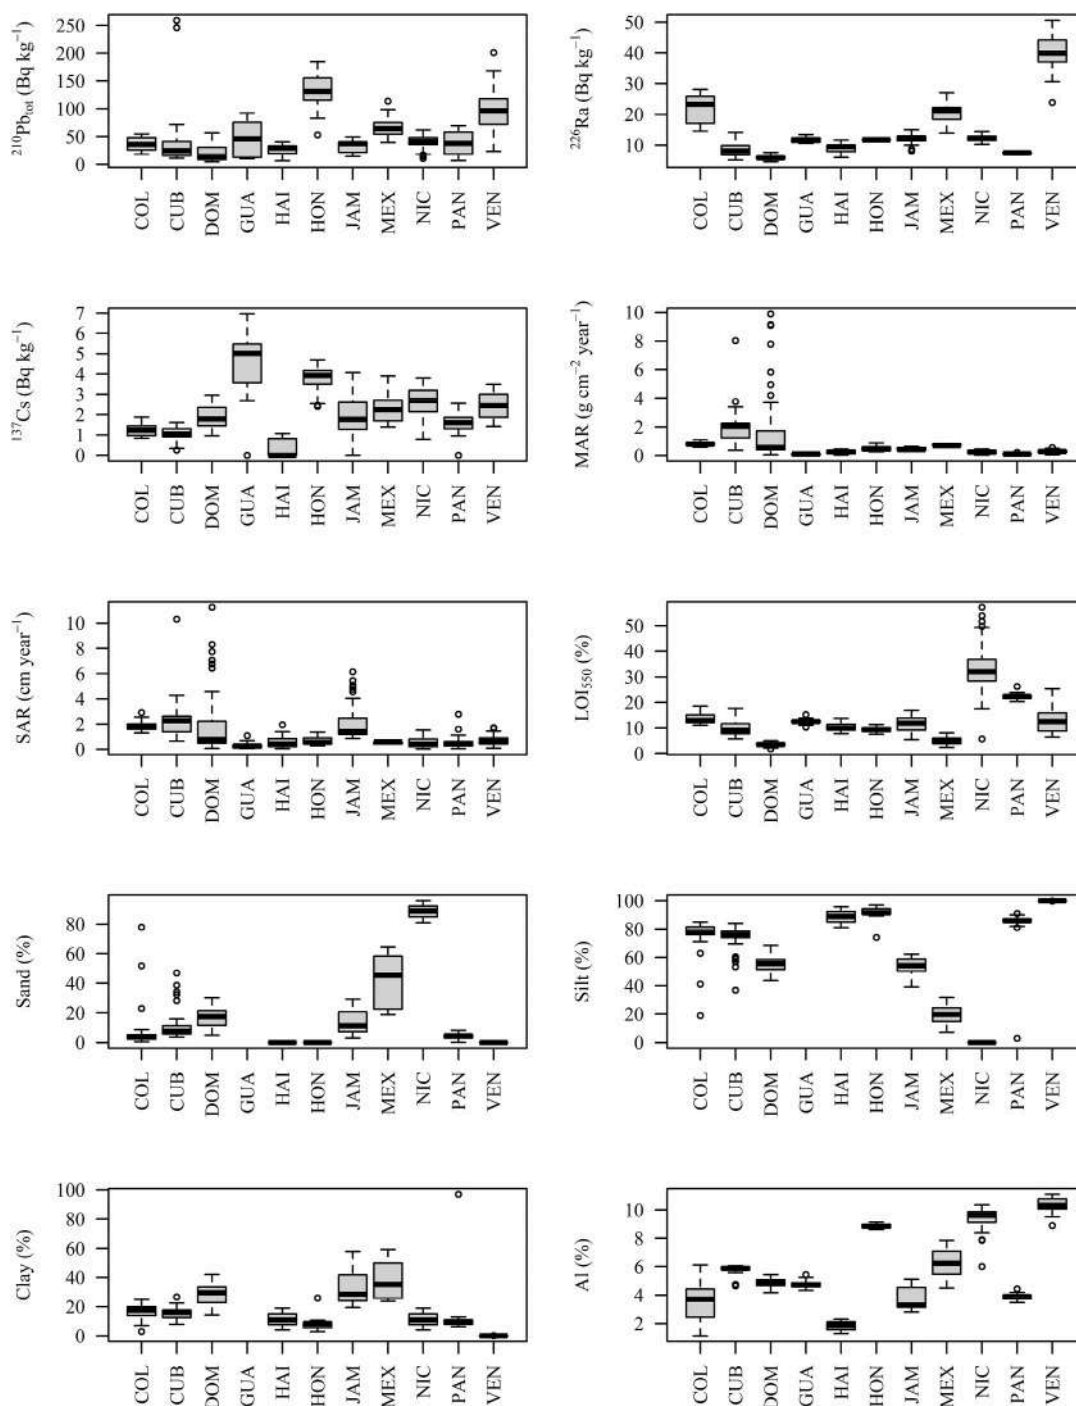 ²¹⁰Pbtot (Bq kg⁻¹)
250
200
150
100
50
0
COL CUB DOM GUA HAI HON JAM MEX NIC PAN VEN
²²⁶Ra (Bq kg⁻¹)
50
40
30
20
10
COL CUB DOM GUA HAI HON JAM MEX NIC PAN VEN
¹³⁷Cs (Bq kg⁻¹)
7
6
5
4
3
2
1
0
COL CUB DOM GUA HAI HON JAM MEX NIC PAN VEN
MAR (g cm⁻² year⁻¹)
10
8
6
4
2
0
COL CUB DOM GUA HAI HON JAM MEX NIC PAN VEN
SAR (cm year⁻¹)
10
8
6
4
2
0
COL CUB DOM GUA HAI HON JAM MEX NIC PAN VEN
LOI₅₅₀ (%)
50
40
30
20
10
0
COL CUB DOM GUA HAI HON JAM MEX NIC PAN VEN
Sand (%)
80
60
40
20
0
COL CUB DOM GUA HAI HON JAM MEX NIC PAN VEN
Silt (%)
100
80
60
40
20
0
COL CUB DOM GUA HAI HON JAM MEX NIC PAN VEN
Clay (%)
100
80
60
40
20
0
COL CUB DOM GUA HAI HON JAM MEX NIC PAN VEN
Al (%)
10
8
6
4
2
COL CUB DOM GUA HAI HON JAM MEX NIC PAN VEN